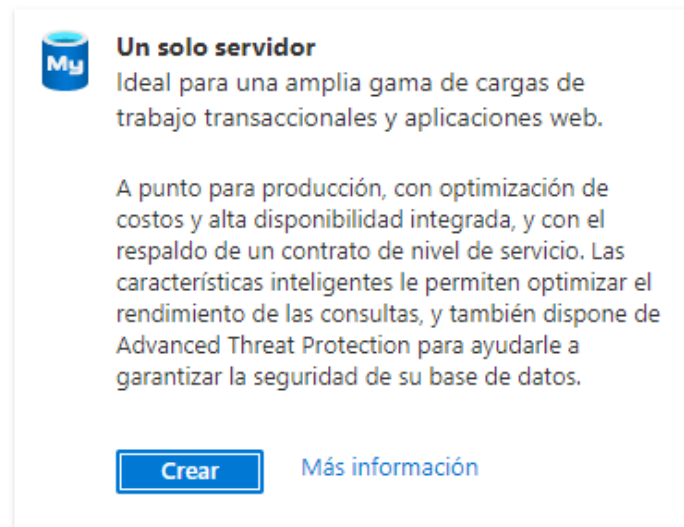 My
Un solo servidor
Ideal para una amplia gama de cargas de
trabajo transaccionales y aplicaciones web.
A punto para producción, con optimización de
costos y alta disponibilidad integrada, y con el
respaldo de un contrato de nivel de servicio. Las
características inteligentes le permiten optimizar el
rendimiento de las consultas, y también dispone de
Advanced Threat Protection para ayudarle a
garantizar la seguridad de su base de datos.
Crear
Más información